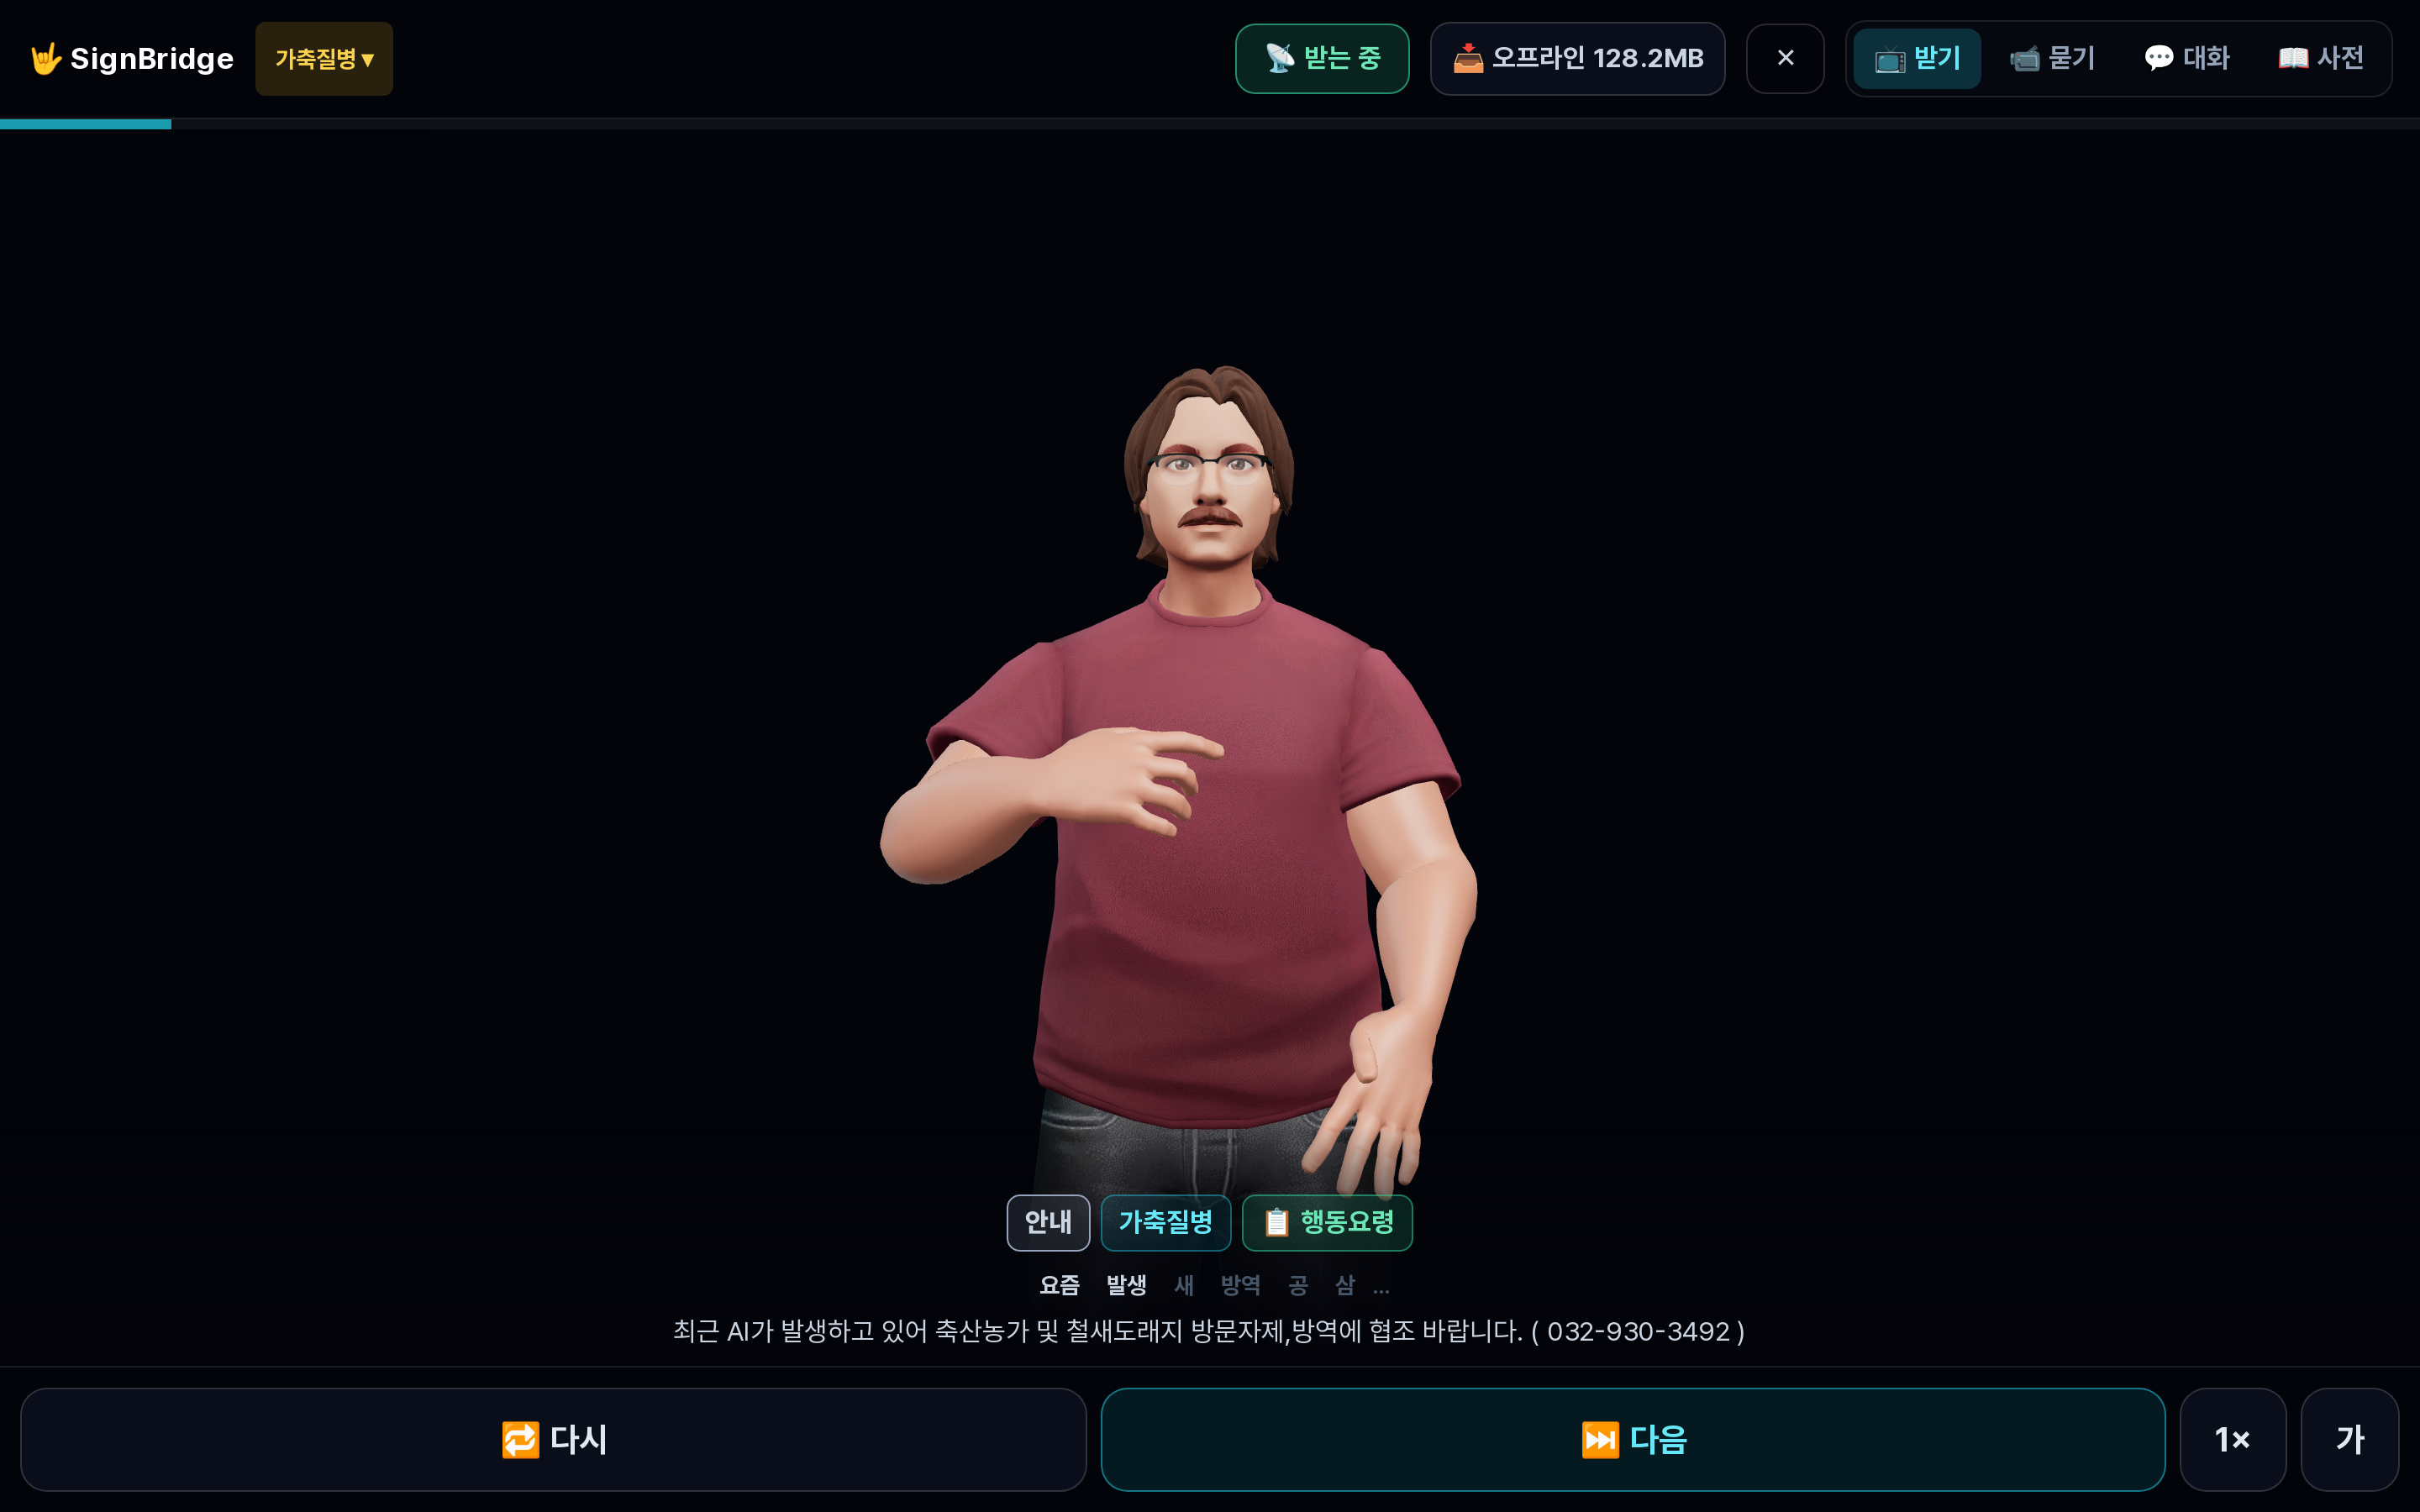 SignBridge 가축질병 ▾ 받는 중 오프라인 128.2MB ✕ 받기 묻기 대화 사전
안내 가축질병 행동요령
요즘 발생 새 방역 공 삼 ...
최근 AI가 발생하고 있어 축산농가 및 철새도래지 방문자제,방역에 협조 바랍니다. ( 032-930-3492 )
다시 다음 1× 가